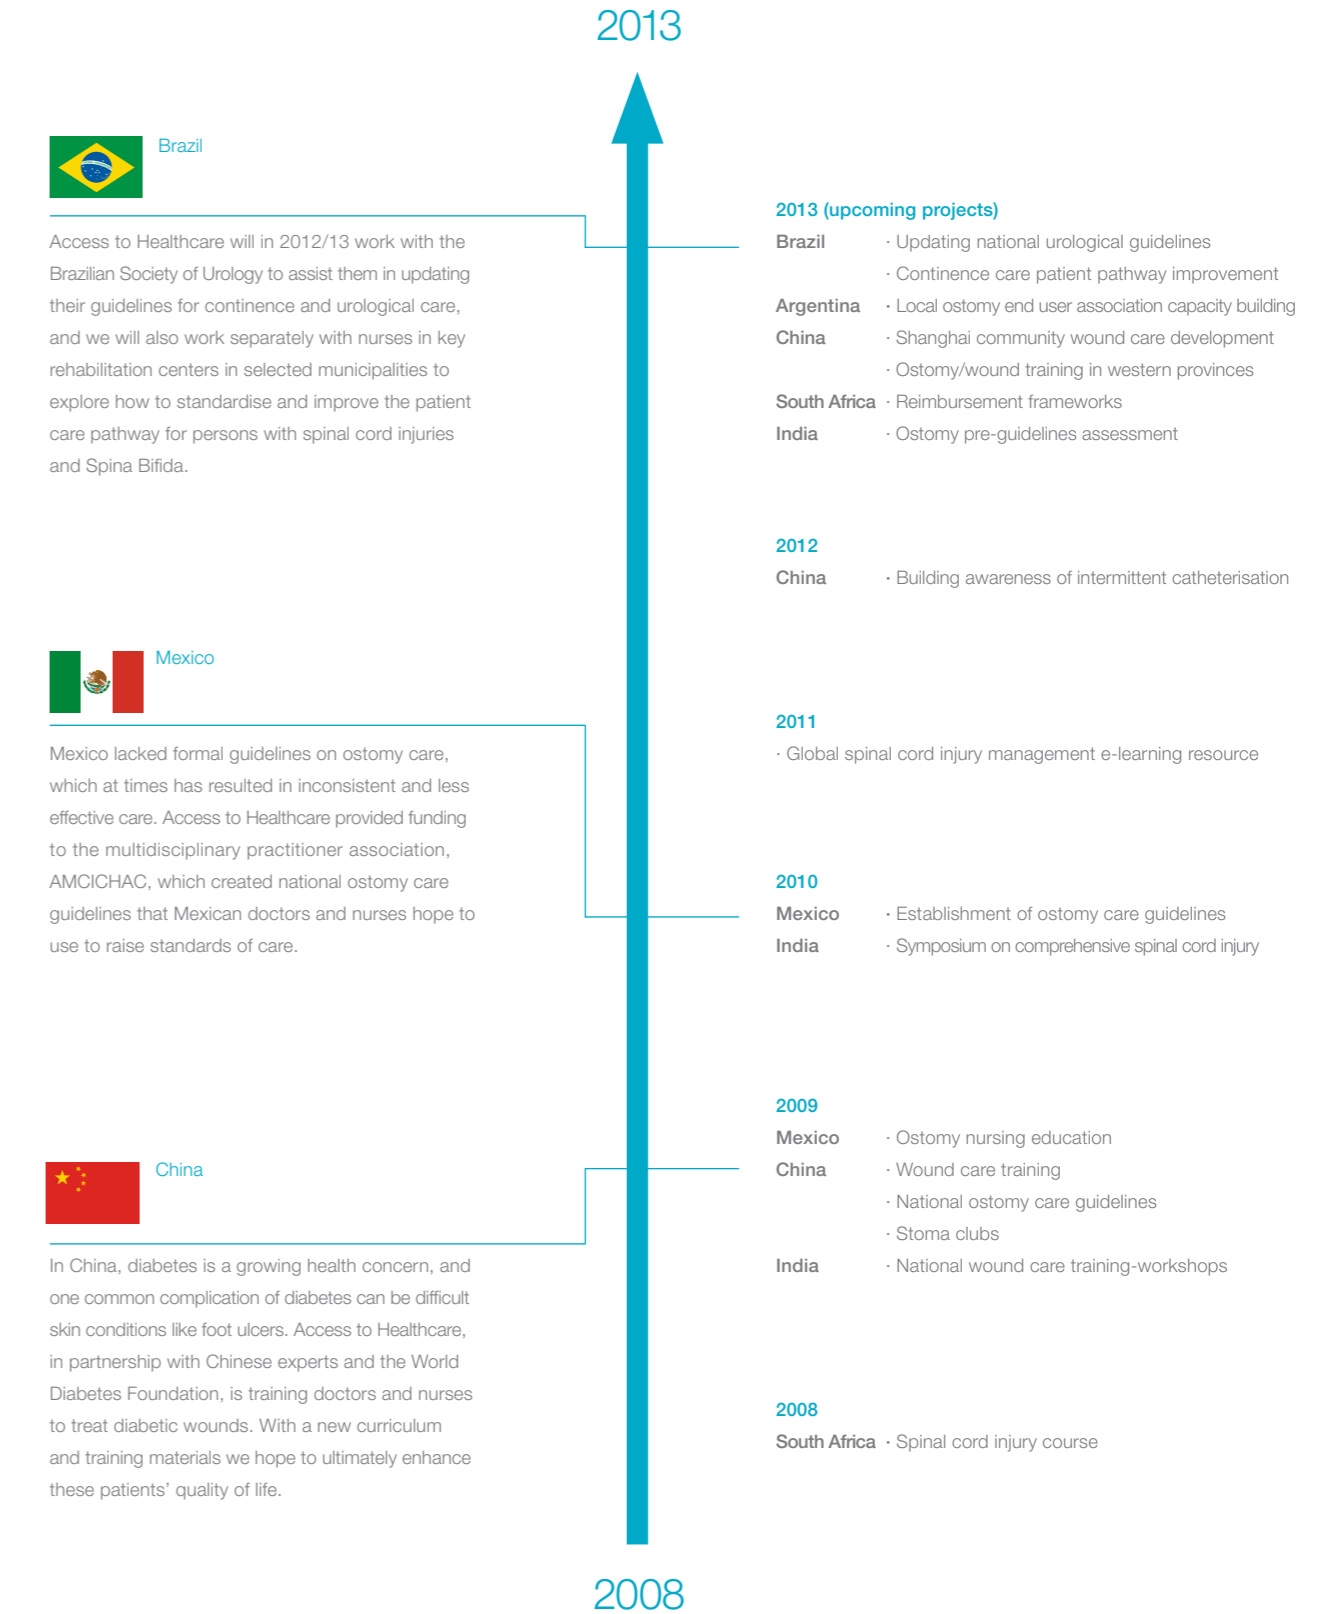 2013
Brazil
Access to Healthcare will in 2012/13 work with the
Brazilian Society of Urology to assist them in updating
their guidelines for continence and urological care,
and we will also work separately with nurses in key
rehabilitation centers in selected municipalities to
explore how to standardise and improve the patient
care pathway for persons with spinal cord injuries
and Spina Bifida.
Mexico
Mexico lacked formal guidelines on ostomy care,
which at times has resulted in inconsistent and less
effective care. Access to Healthcare provided funding
to the multidisciplinary practitioner association,
AMCICHAC, which created national ostomy care
guidelines that Mexican doctors and nurses hope to
use to raise standards of care.
China
In China, diabetes is a growing health concern, and
one common complication of diabetes can be difficult
skin conditions like foot ulcers. Access to Healthcare,
in partnership with Chinese experts and the World
Diabetes Foundation, is training doctors and nurses
to treat diabetic wounds. With a new curriculum
and training materials we hope to ultimately enhance
these patients' quality of life.
2013 (upcoming projects)
Brazil · Updating national urological guidelines
· Continence care patient pathway improvement
Argentina · Local ostomy end user association capacity building
China · Shanghai community wound care development
· Ostomy/wound training in western provinces
South Africa · Reimbursement frameworks
India · Ostomy pre-guidelines assessment
2012
China · Building awareness of intermittent catheterisation
2011
· Global spinal cord injury management e-learning resource
2010
Mexico · Establishment of ostomy care guidelines
India · Symposium on comprehensive spinal cord injury
2009
Mexico · Ostomy nursing education
China · Wound care training
· National ostomy care guidelines
· Stoma clubs
India · National wound care training-workshops
2008
South Africa · Spinal cord injury course
2008